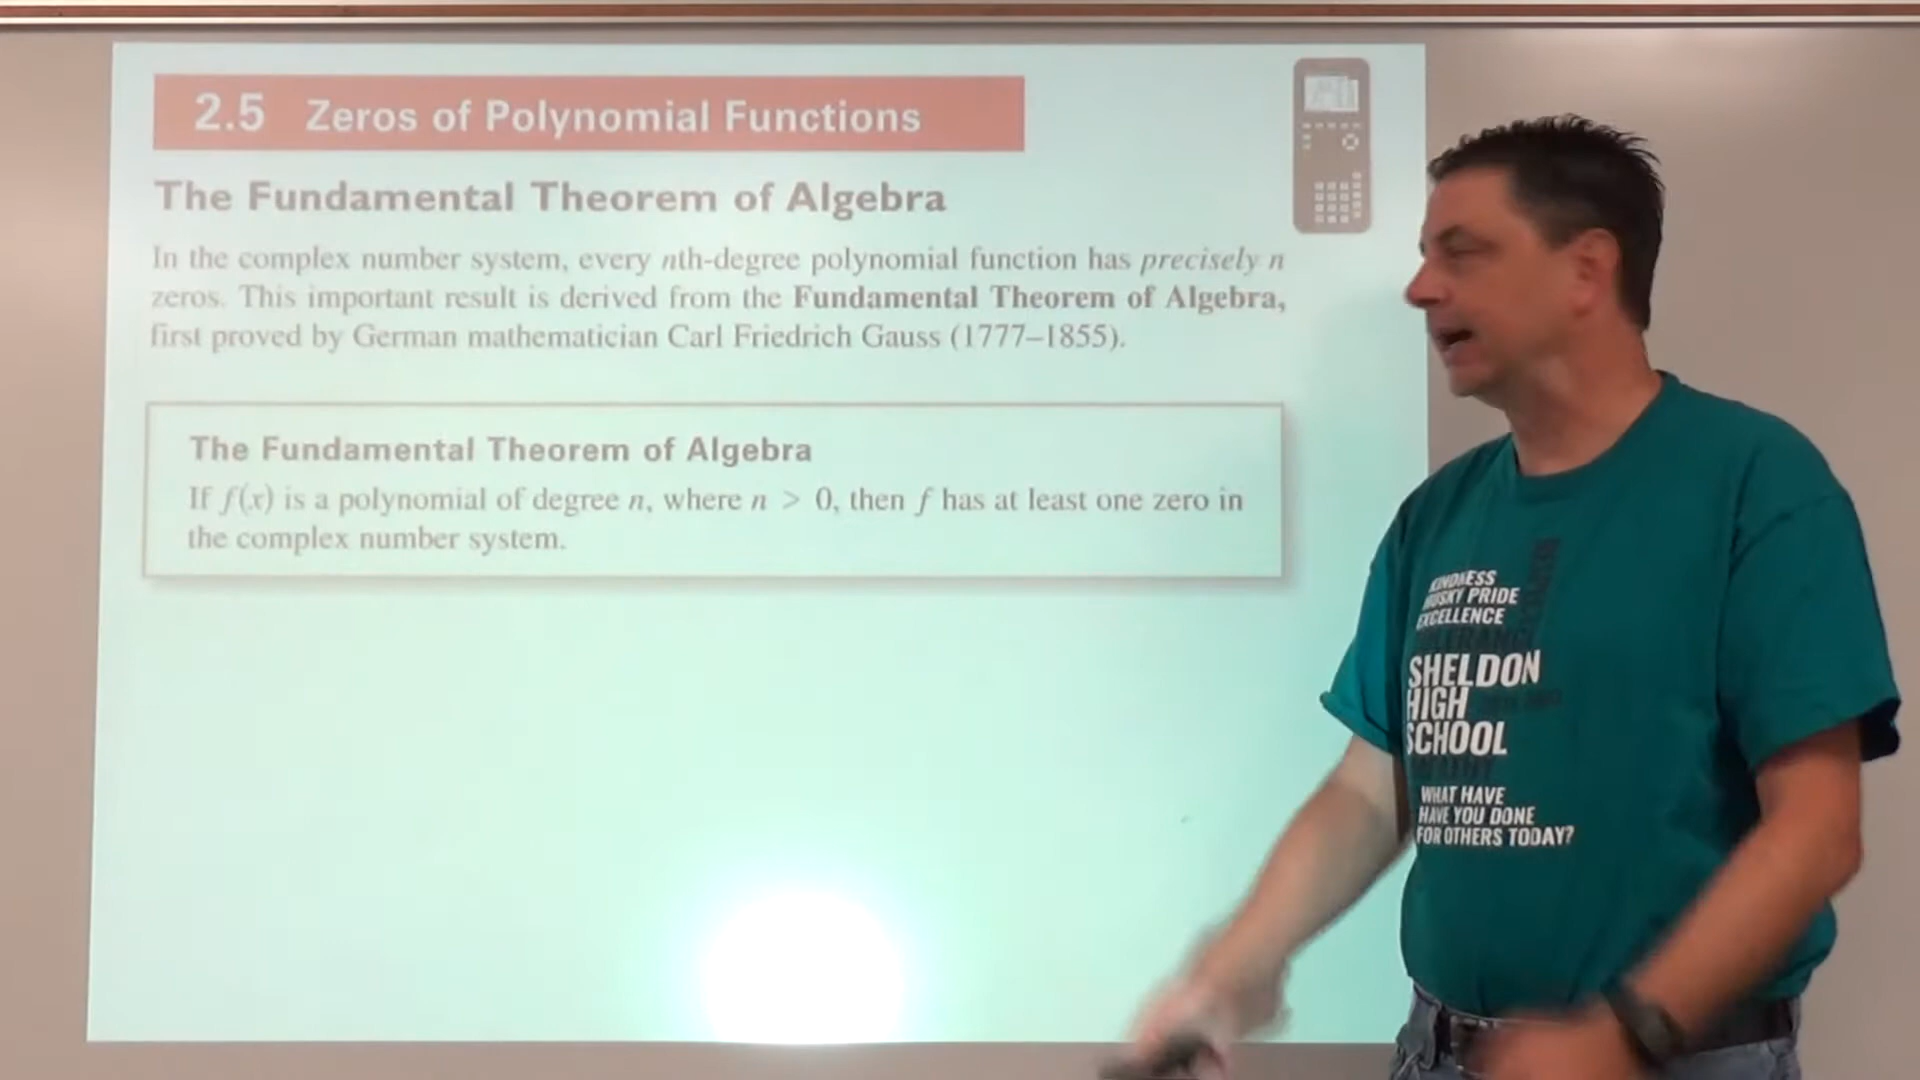 2.5 Zeros of Polynomial Functions
The Fundamental Theorem of Algebra
In the complex number system, every nth-degree polynomial function has precisely n
zeros. This important result is derived from the Fundamental Theorem of Algebra,
first proved by German mathematician Carl Friedrich Gauss (1777–1855).
The Fundamental Theorem of Algebra
If f(x) is a polynomial of degree n, where n > 0, then f has at least one zero in
the complex number system.
KINDNESS
HUSKY PRIDE
EXCELLENCE
SHELDON
HIGH
SCHOOL
WHAT HAVE
HAVE YOU DONE
FOR OTHERS TODAY?